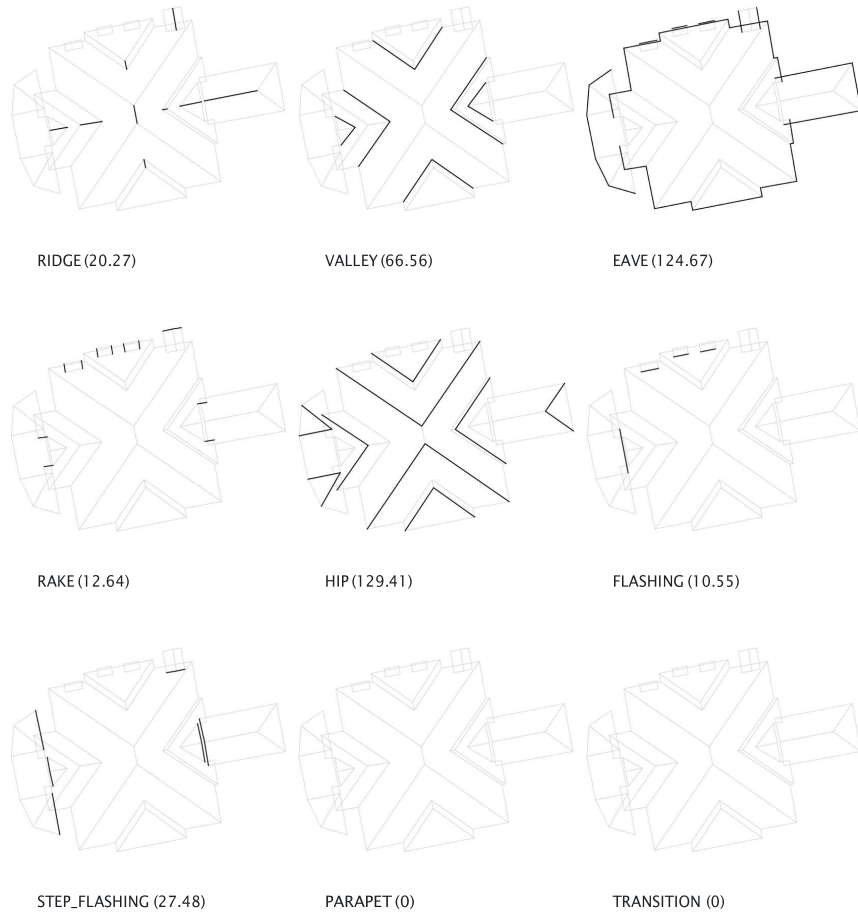 RIDGE (20.27)
VALLEY (66.56)
EAVE (124.67)
RAKE (12.64)
HIP (129.41)
FLASHING (10.55)
STEP_FLASHING (27.48)
PARAPET (0)
TRANSITION (0)